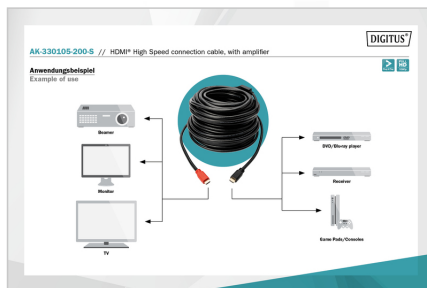 DIGITUS®
AK-330105-200-S // HDMI® High Speed connection cable, with amplifier
Anwendungsbeispiel
Example of use
Beamer
DVD/Blu-ray player
Monitor
Receiver
TV
Game Pads/Consoles